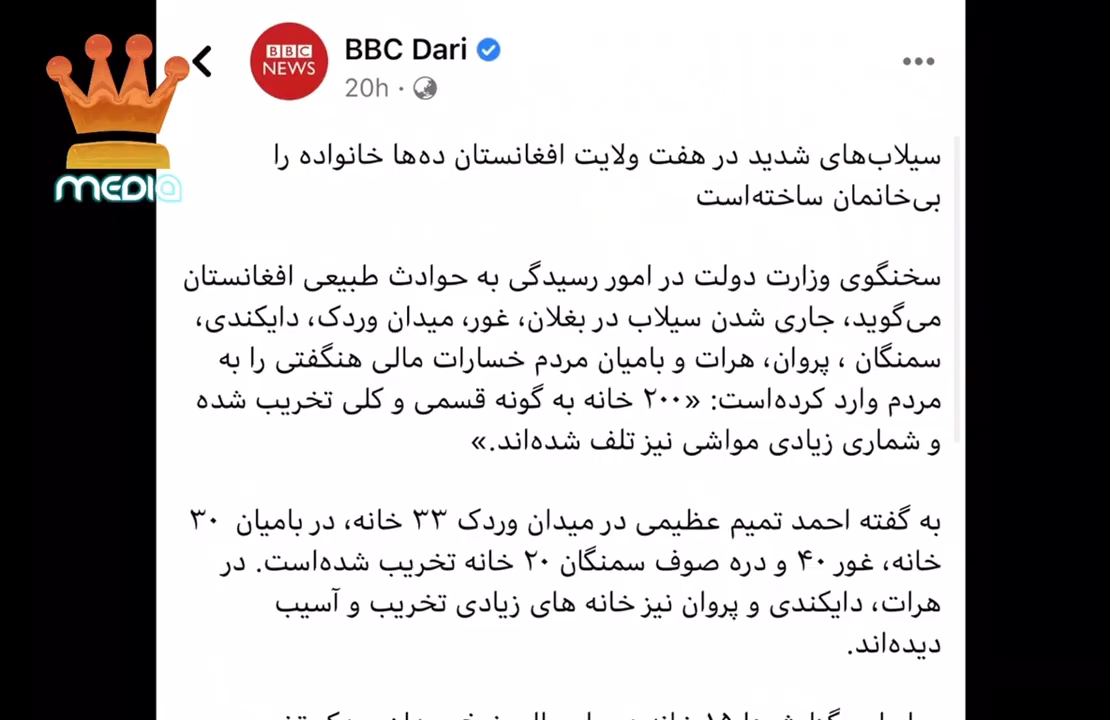 BBC NEWS
BBC Dari
20h
MEDIA
سیلاب‌های شدید در هفت ولایت افغانستان ده‌ها خانواده را
بی‌خانمان ساخته‌است
سخنگوی وزارت دولت در امور رسیدگی به حوادث طبیعی افغانستان
می‌گوید، جاری شدن سیلاب در بغلان، غور، میدان وردک، دایکندی،
سمنگان ، پروان، هرات و بامیان مردم خسارات مالی هنگفتی را به
مردم وارد کرده‌است: «۲۰۰ خانه به گونه قسمی و کلی تخریب شده
و شماری زیادی مواشی نیز تلف شده‌اند.»
به گفته احمد تمیم عظیمی در میدان وردک ۳۳ خانه، در بامیان ۳۰
خانه، غور ۴۰ و دره صوف سمنگان ۲۰ خانه تخریب شده‌است. در
هرات، دایکندی و پروان نیز خانه های زیادی تخریب و آسیب
دیده‌اند.